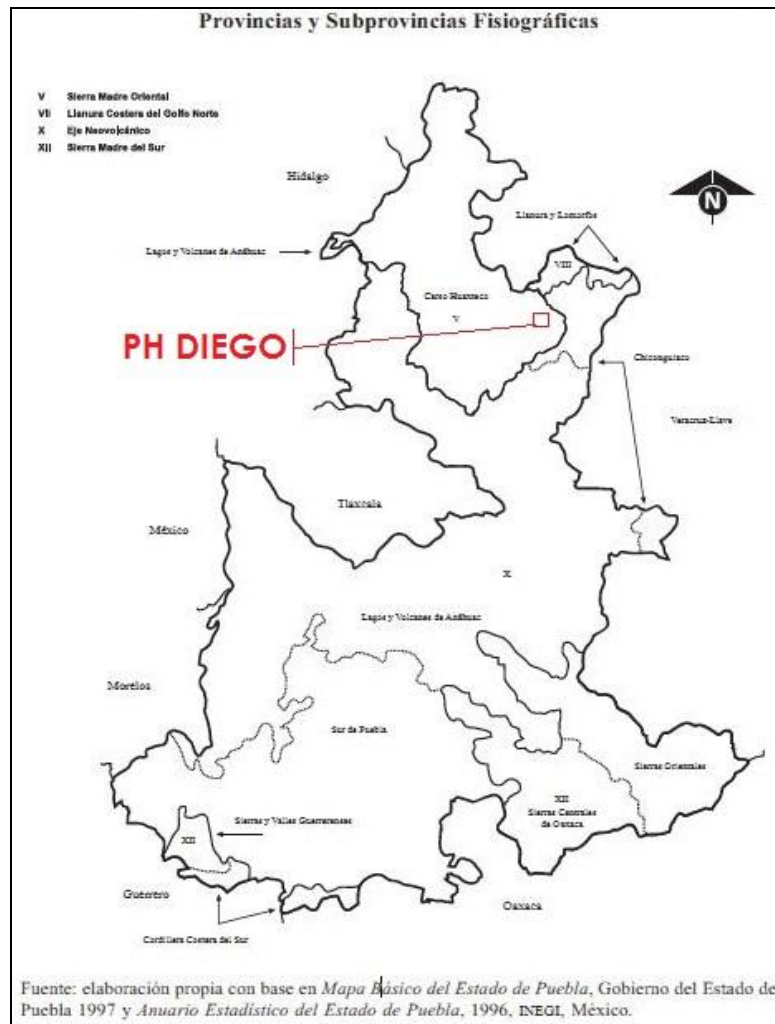 Provincias y Subprovincias Fisiográficas
V Sierra Madre Oriental
VII Llanura Costera del Golfo Norte
X Eje Neovolcánico
XII Sierra Madre del Sur
Hidalgo
N
Llanura y Lomeríos
Lagos y Volcanes de Anáhuac
VIII
Carso Huaxteco
V
PH DIEGO
Chiconquiaco
Veracruz-Llave
Tlaxcala
México
X
Lagos y Volcanes de Anáhuac
Morelos
Sur de Puebla
Sierras Orientales
XII
Sierras Centrales
de Oaxaca
Sierras y Valles Guerrerenses
XII
Guerrero
Oaxaca
Cordillera Costera del Sur
Fuente: elaboración propia con base en Mapa Básico del Estado de Puebla, Gobierno del Estado de
Puebla 1997 y Anuario Estadístico del Estado de Puebla, 1996, INEGI, México.